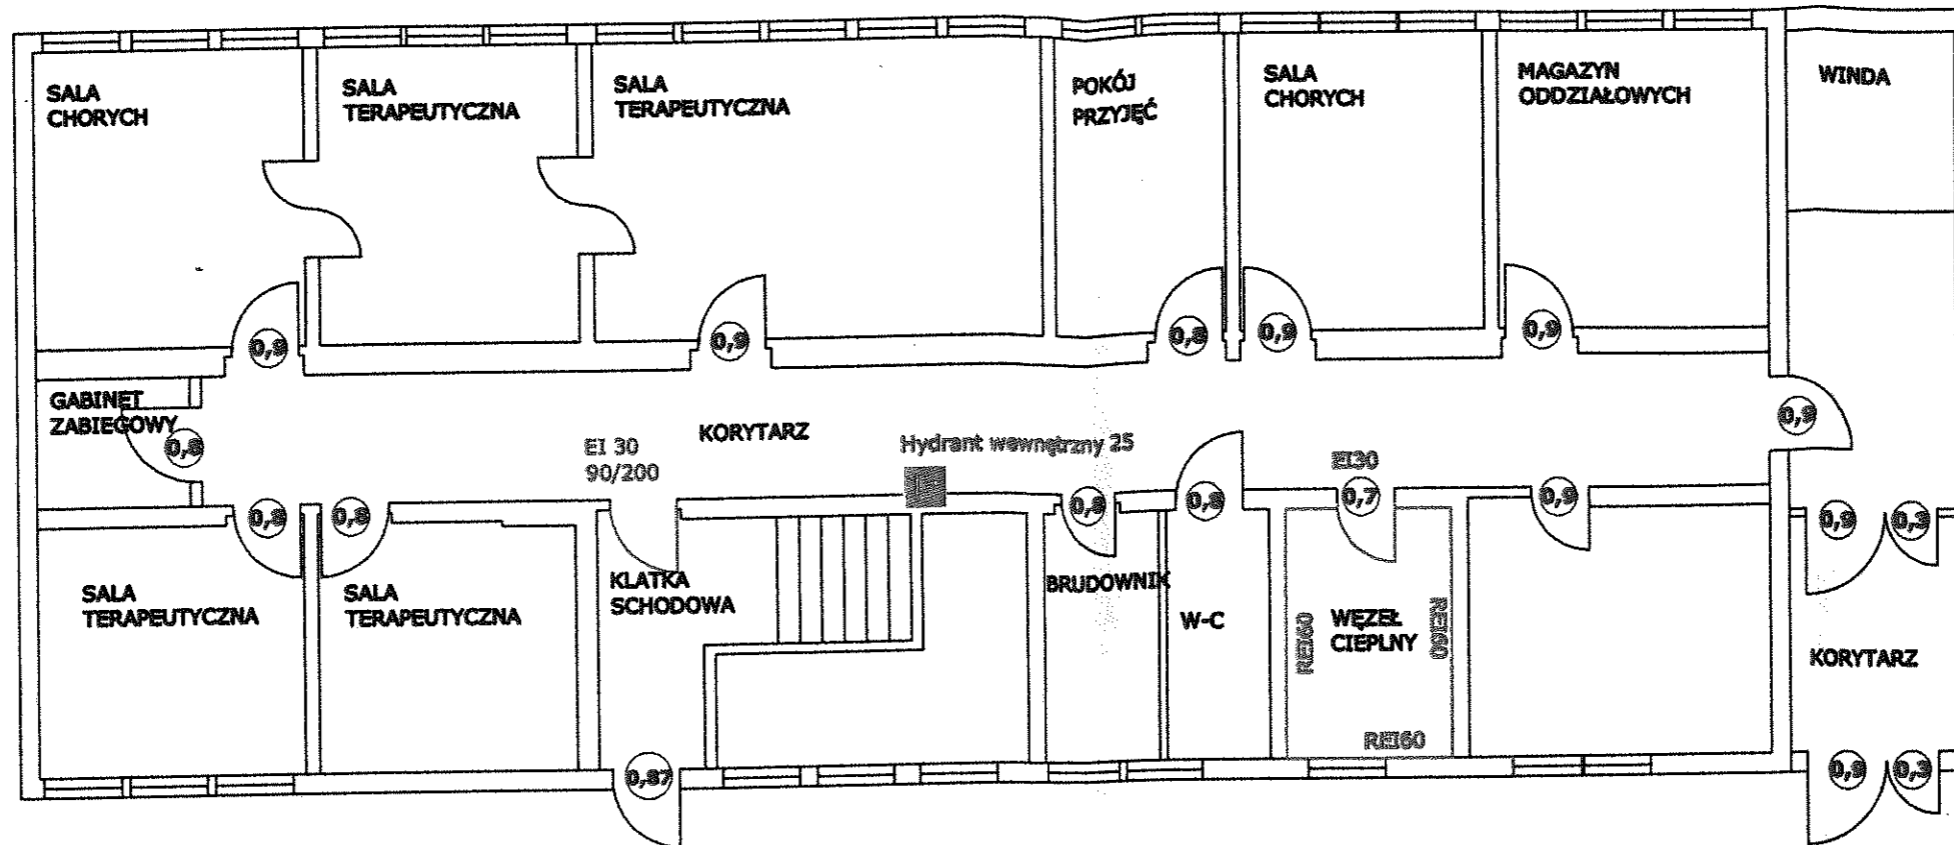 SALA
CHORYCH
SALA
TERAPEUTYCZNA
SALA
TERAPEUTYCZNA
POKÓJ
PRZYJĘĆ
SALA
CHORYCH
MAGAZYN
ODDZIAŁOWYCH
WINDA
0,9
0,9
0,8
0,9
0,9
GABINET
ZABIEGOWY
0,8
KORYTARZ
EI 30
90/200
Hydrant wewnętrzny 25
EI30
0,9
0,8
0,8
0,8
0,8
0,7
0,9
0,9
0,3
SALA
TERAPEUTYCZNA
SALA
TERAPEUTYCZNA
KLATKA
SCHODOWA
BRUDOWNIK
W-C
REI60
WĘZEŁ
CIEPLNY
REI60
REI60
KORYTARZ
0,87
0,9
0,3